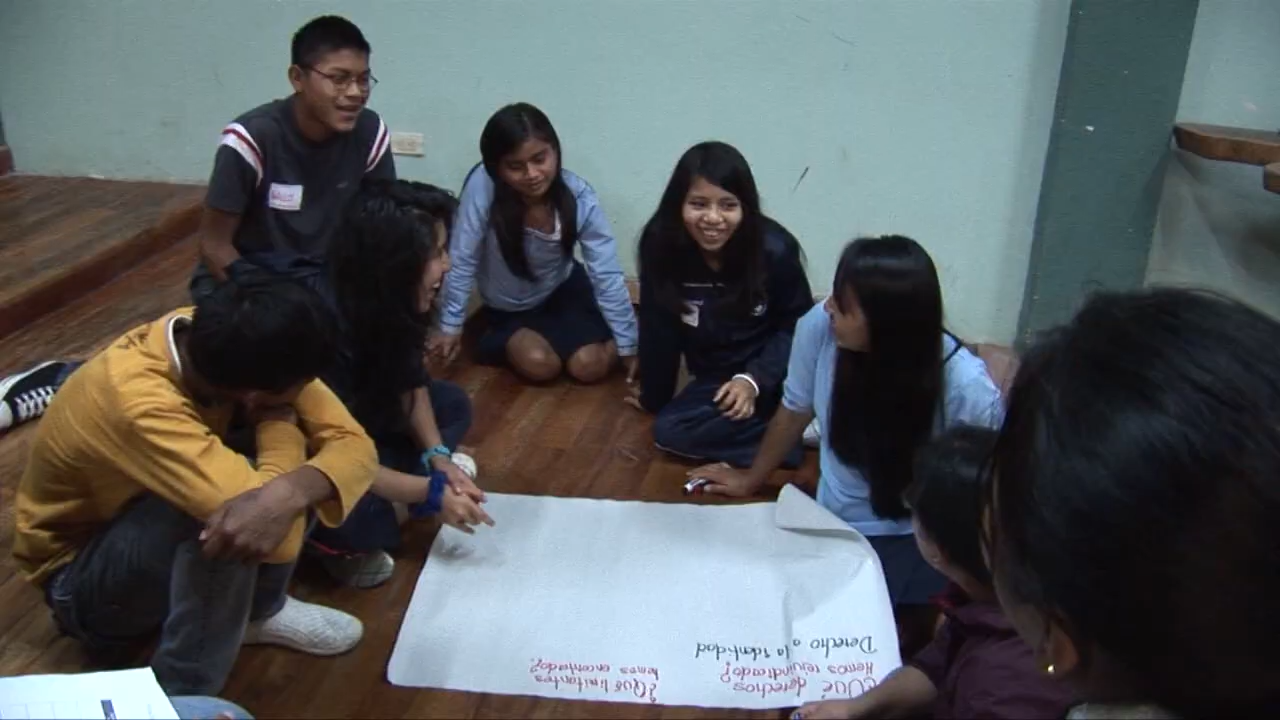 ¿Qué derechos
Hemos reivindicado?
Derecho a la identidad
¿Qué limitantes
hemos encontrado?